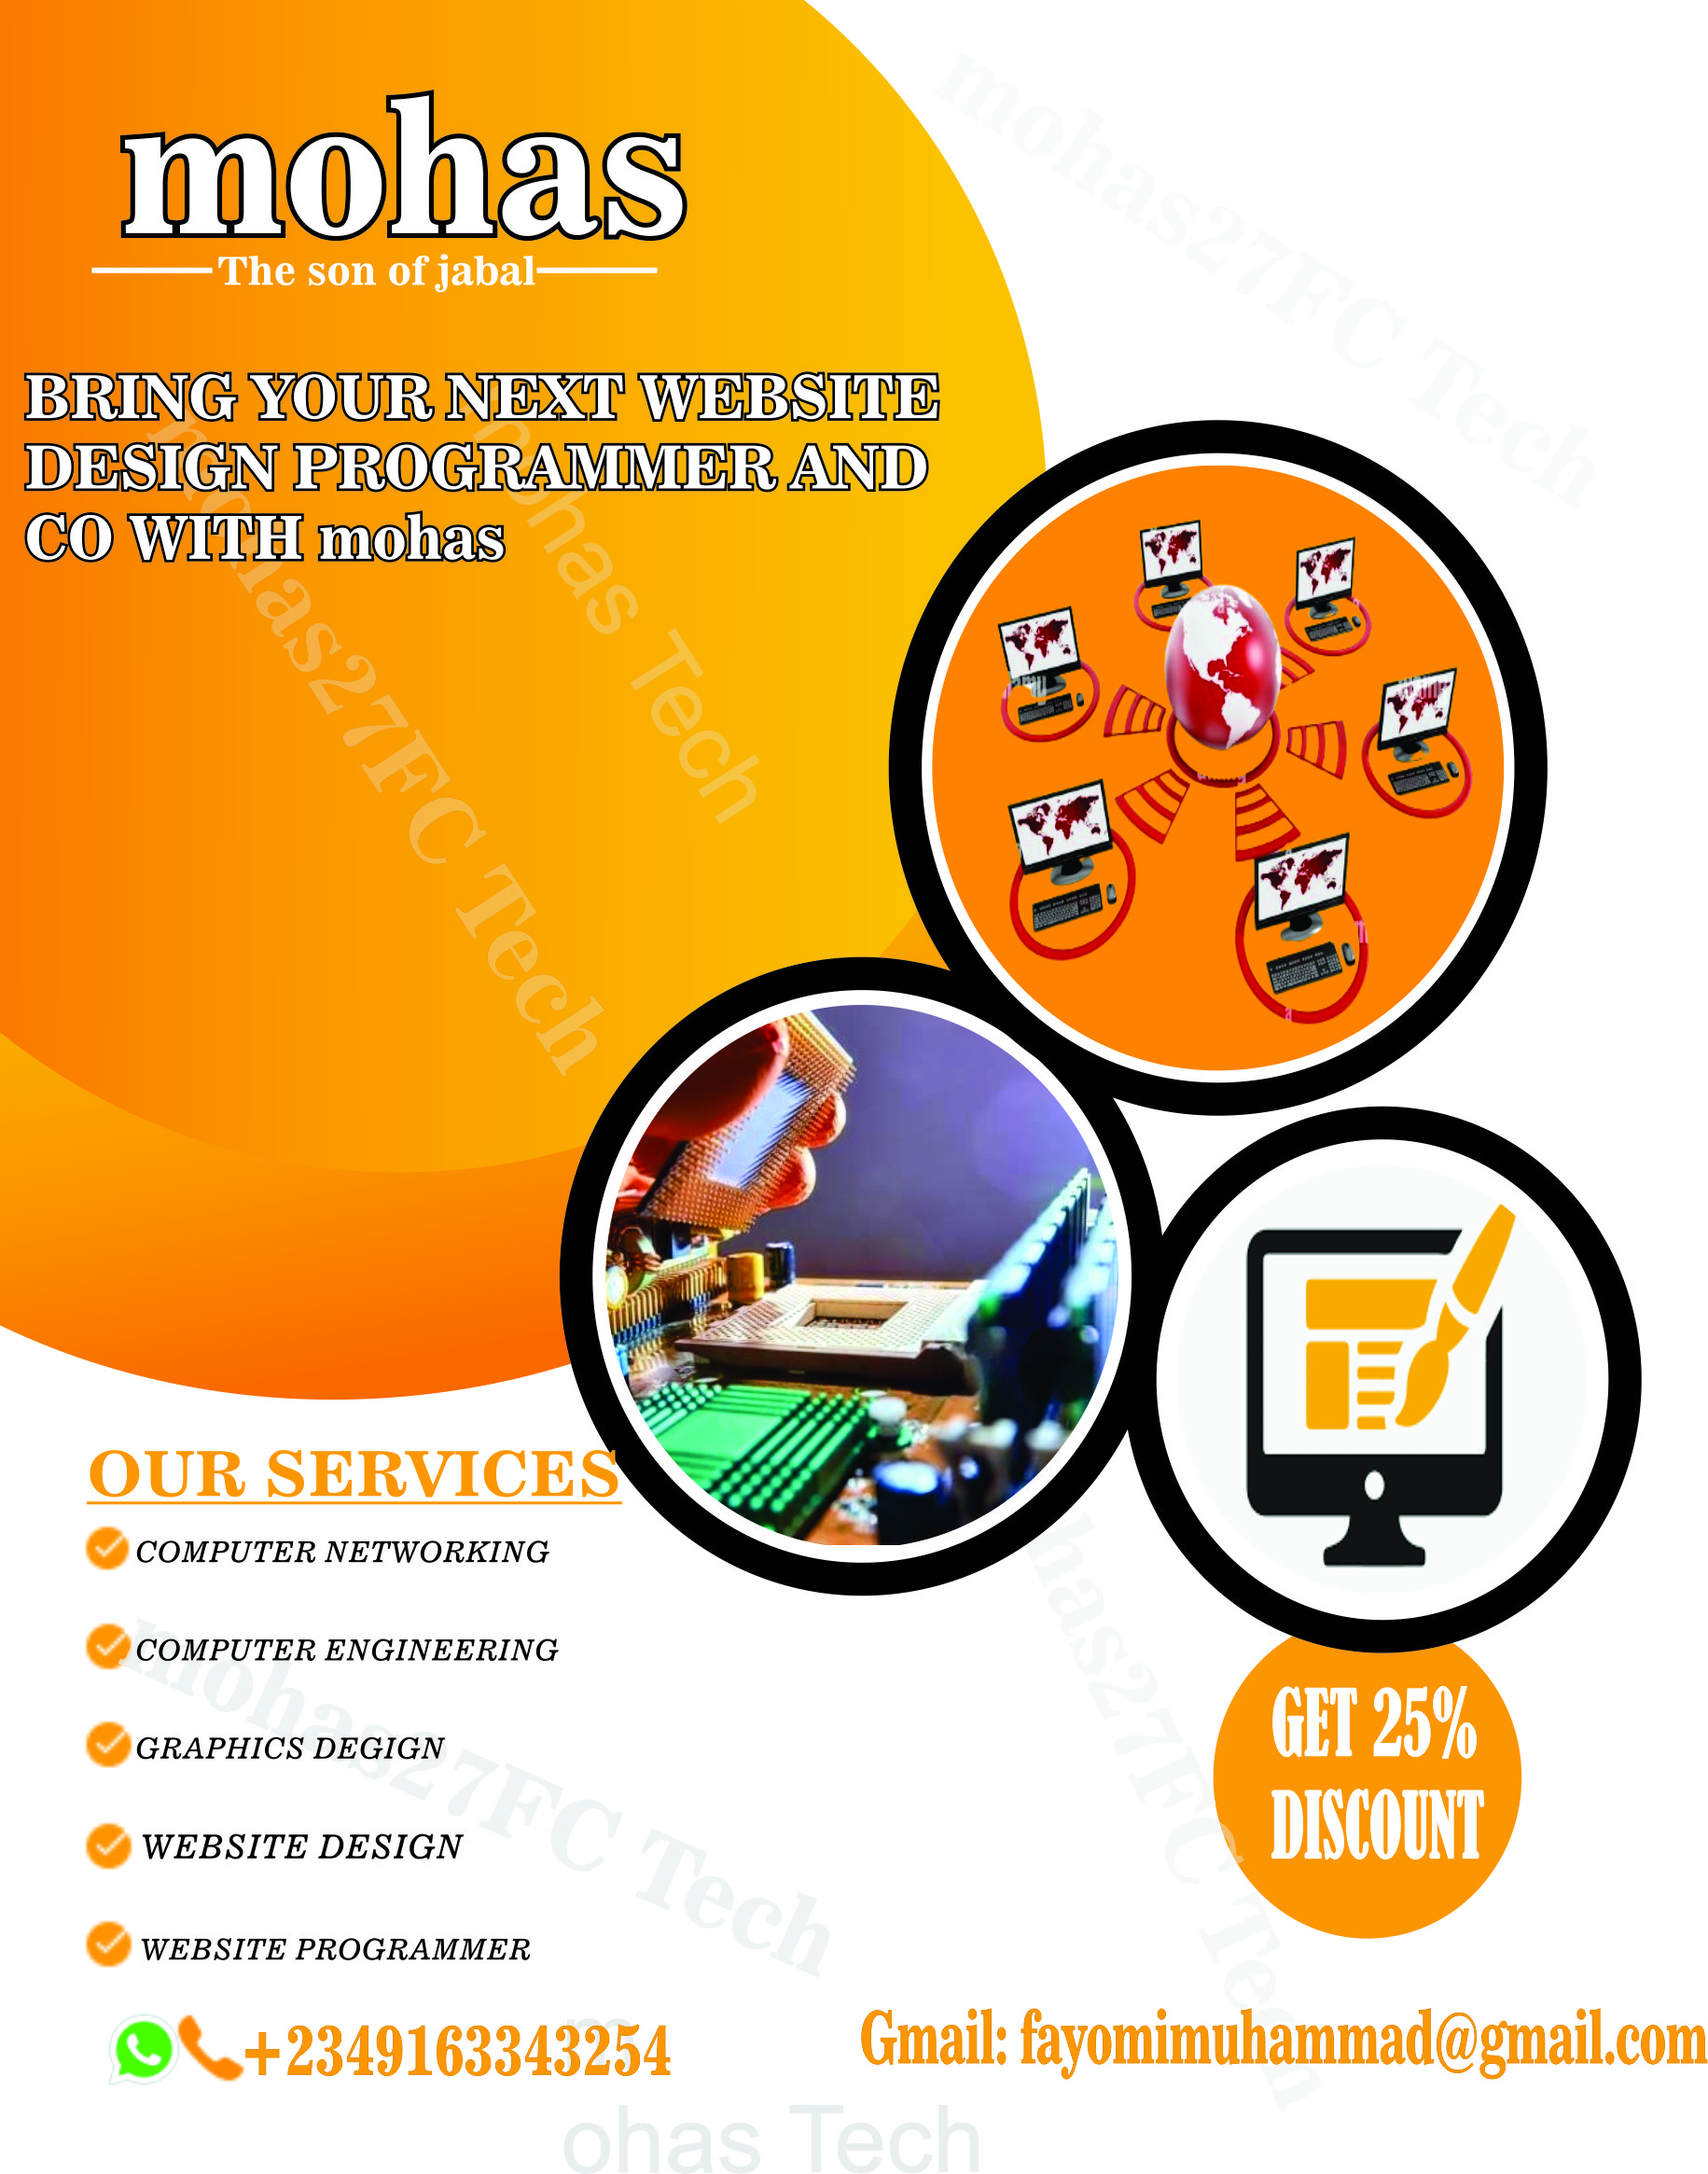 mohas
The son of jabal
BRING YOUR NEXT WEBSITE
DESIGN PROGRAMMER AND
CO WITH mohas
mohas27FC Tech
mohas27FC Tech
mohas Tech
OUR SERVICES
COMPUTER NETWORKING
COMPUTER ENGINEERING
GRAPHICS DEGIGN
WEBSITE DESIGN
WEBSITE PROGRAMMER
mohas27FC Tech
has27FC Tech
GET 25%
DISCOUNT
+2349163343254
Gmail: fayomimuhammad@gmail.com
m
ohas Tech